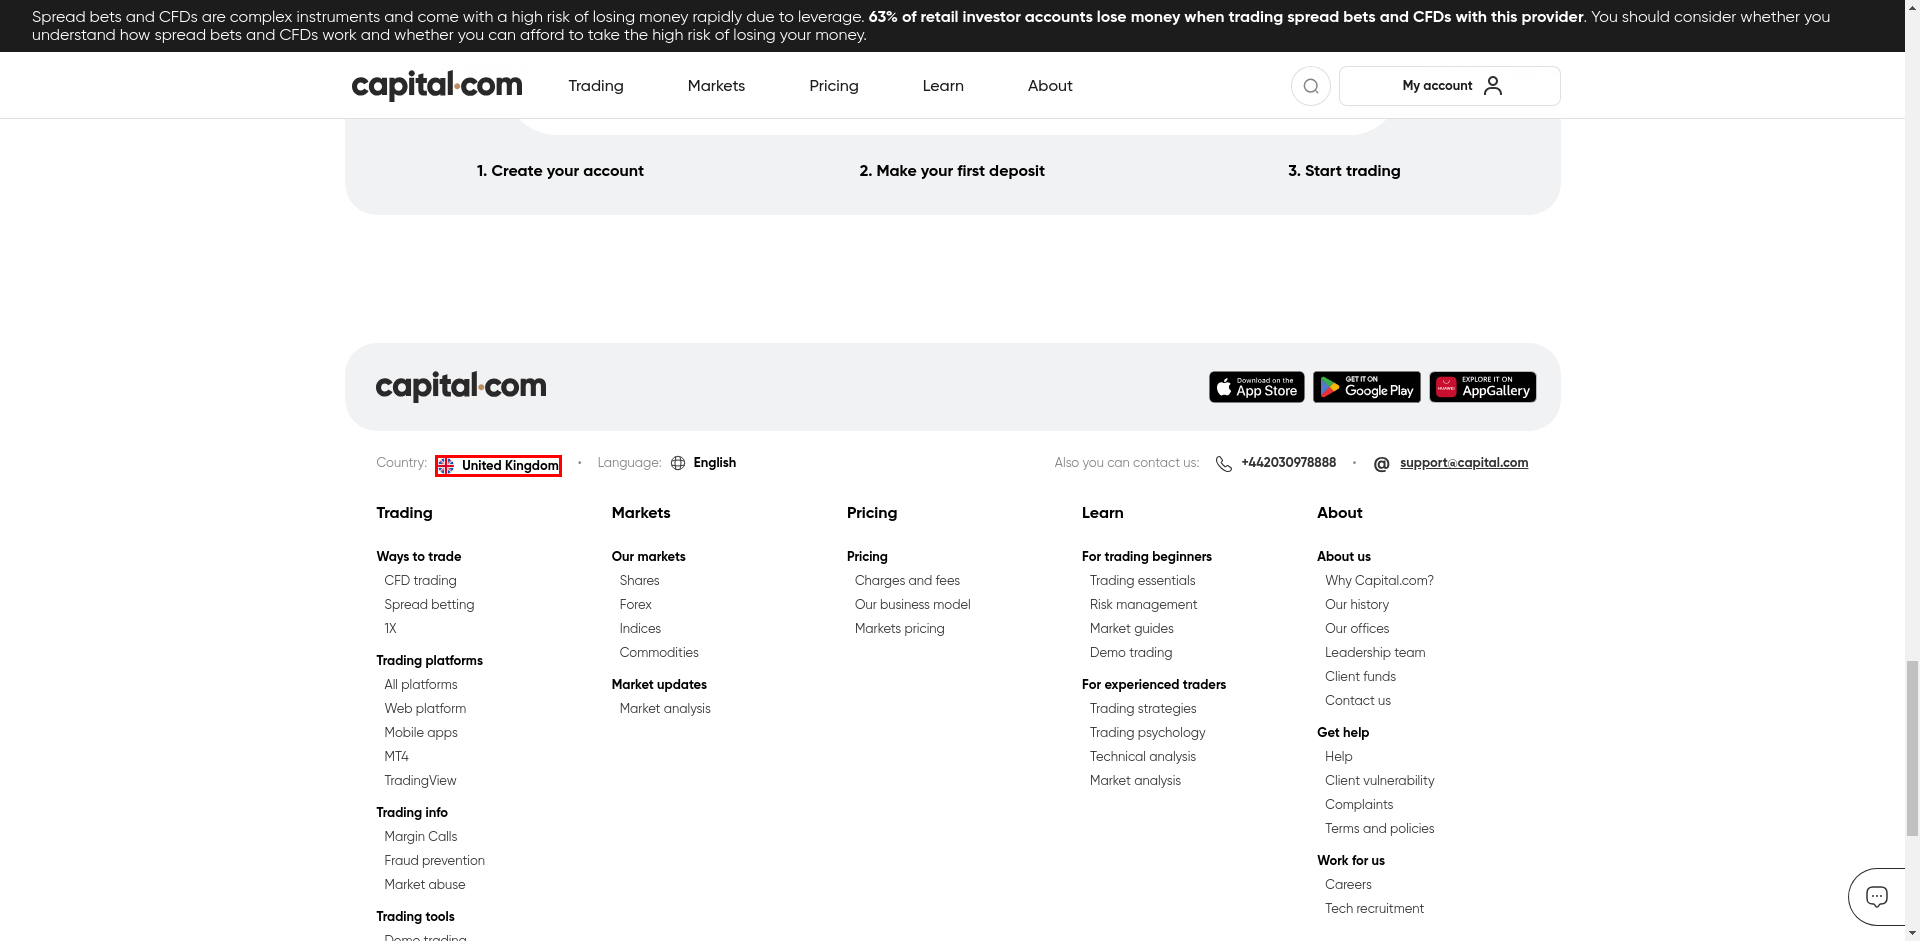 Spread bets and CFDs are complex instruments and come with a high risk of losing money rapidly due to leverage. 63% of retail investor accounts lose money when trading spread bets and CFDs with this provider. You should consider whether you
understand how spread bets and CFDs work and whether you can afford to take the high risk of losing your money.
capital.com
Trading
Markets
Pricing
Learn
About
My account
1. Create your account
2. Make your first deposit
3. Start trading
capital.com
Download on the
App Store
GET IT ON
Google Play
HUAWEI
EXPLORE IT ON
AppGallery
Country: United Kingdom
Language: English
Also you can contact us: +442030978888
@ support@capital.com
Trading
Ways to trade
CFD trading
Spread betting
1X
Trading platforms
All platforms
Web platform
Mobile apps
MT4
TradingView
Trading info
Margin Calls
Fraud prevention
Market abuse
Trading tools
Demo trading
Markets
Our markets
Shares
Forex
Indices
Commodities
Market updates
Market analysis
Pricing
Pricing
Charges and fees
Our business model
Markets pricing
Learn
For trading beginners
Trading essentials
Risk management
Market guides
Demo trading
For experienced traders
Trading strategies
Trading psychology
Technical analysis
Market analysis
About
About us
Why Capital.com?
Our history
Our offices
Leadership team
Client funds
Contact us
Get help
Help
Client vulnerability
Complaints
Terms and policies
Work for us
Careers
Tech recruitment